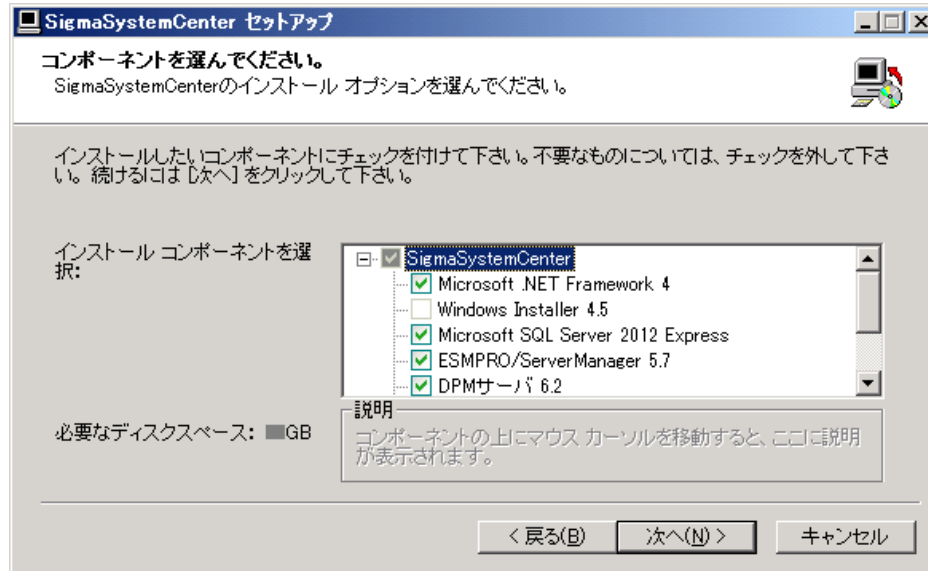 SigmaSystemCenter セットアップ
コンポーネントを選んでください。
SigmaSystemCenterのインストール オプションを選んでください。
インストールしたいコンポーネントにチェックを付けて下さい。不要なものについては、チェックを外して下さ
い。続けるには [次へ] をクリックして下さい。
インストール コンポーネントを選
択:
SigmaSystemCenter
Microsoft .NET Framework 4
Windows Installer 4.5
Microsoft SQL Server 2012 Express
ESMPRO/ServerManager 5.7
DPMサーバ 6.2
必要なディスクスペース: GB
説明
コンポーネントの上にマウス カーソルを移動すると、ここに説明
が表示されます。
< 戻る(B)
次へ(N) >
キャンセル